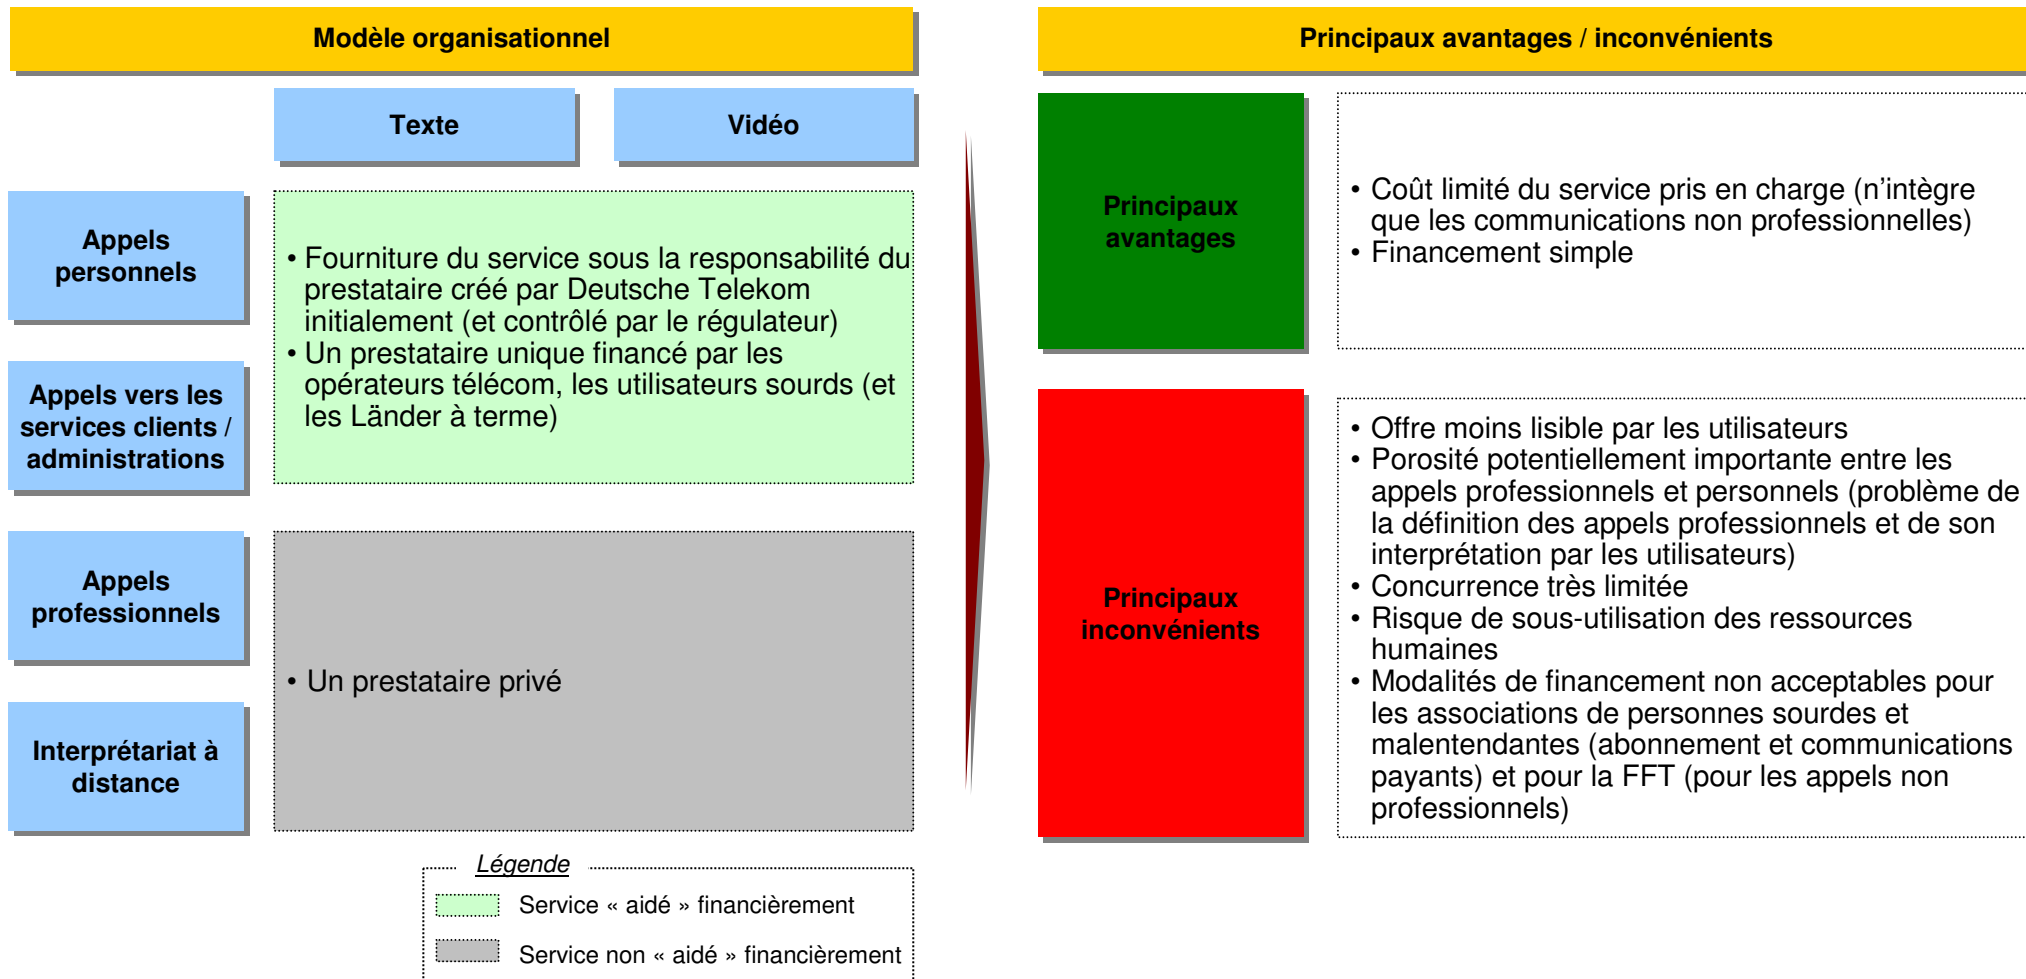 Modèle organisationnel
Texte
Vidéo
Appels
personnels
Appels vers les
services clients /
administrations
• Fourniture du service sous la responsabilité du
prestataire créé par Deutsche Telekom
initialement (et contrôlé par le régulateur)
• Un prestataire unique financé par les
opérateurs télécom, les utilisateurs sourds (et
les Länder à terme)
Appels
professionnels
Interprétariat à
distance
• Un prestataire privé
Légende
Service « aidé » financièrement
Service non « aidé » financièrement
Principaux avantages / inconvénients
Principaux
avantages
• Coût limité du service pris en charge (n’intègre
que les communications non professionnelles)
• Financement simple
Principaux
inconvénients
• Offre moins lisible par les utilisateurs
• Porosité potentiellement importante entre les
appels professionnels et personnels (problème de
la définition des appels professionnels et de son
interprétation par les utilisateurs)
• Concurrence très limitée
• Risque de sous-utilisation des ressources
humaines
• Modalités de financement non acceptables pour
les associations de personnes sourdes et
malentendantes (abonnement et communications
payants) et pour la FFT (pour les appels non
professionnels)